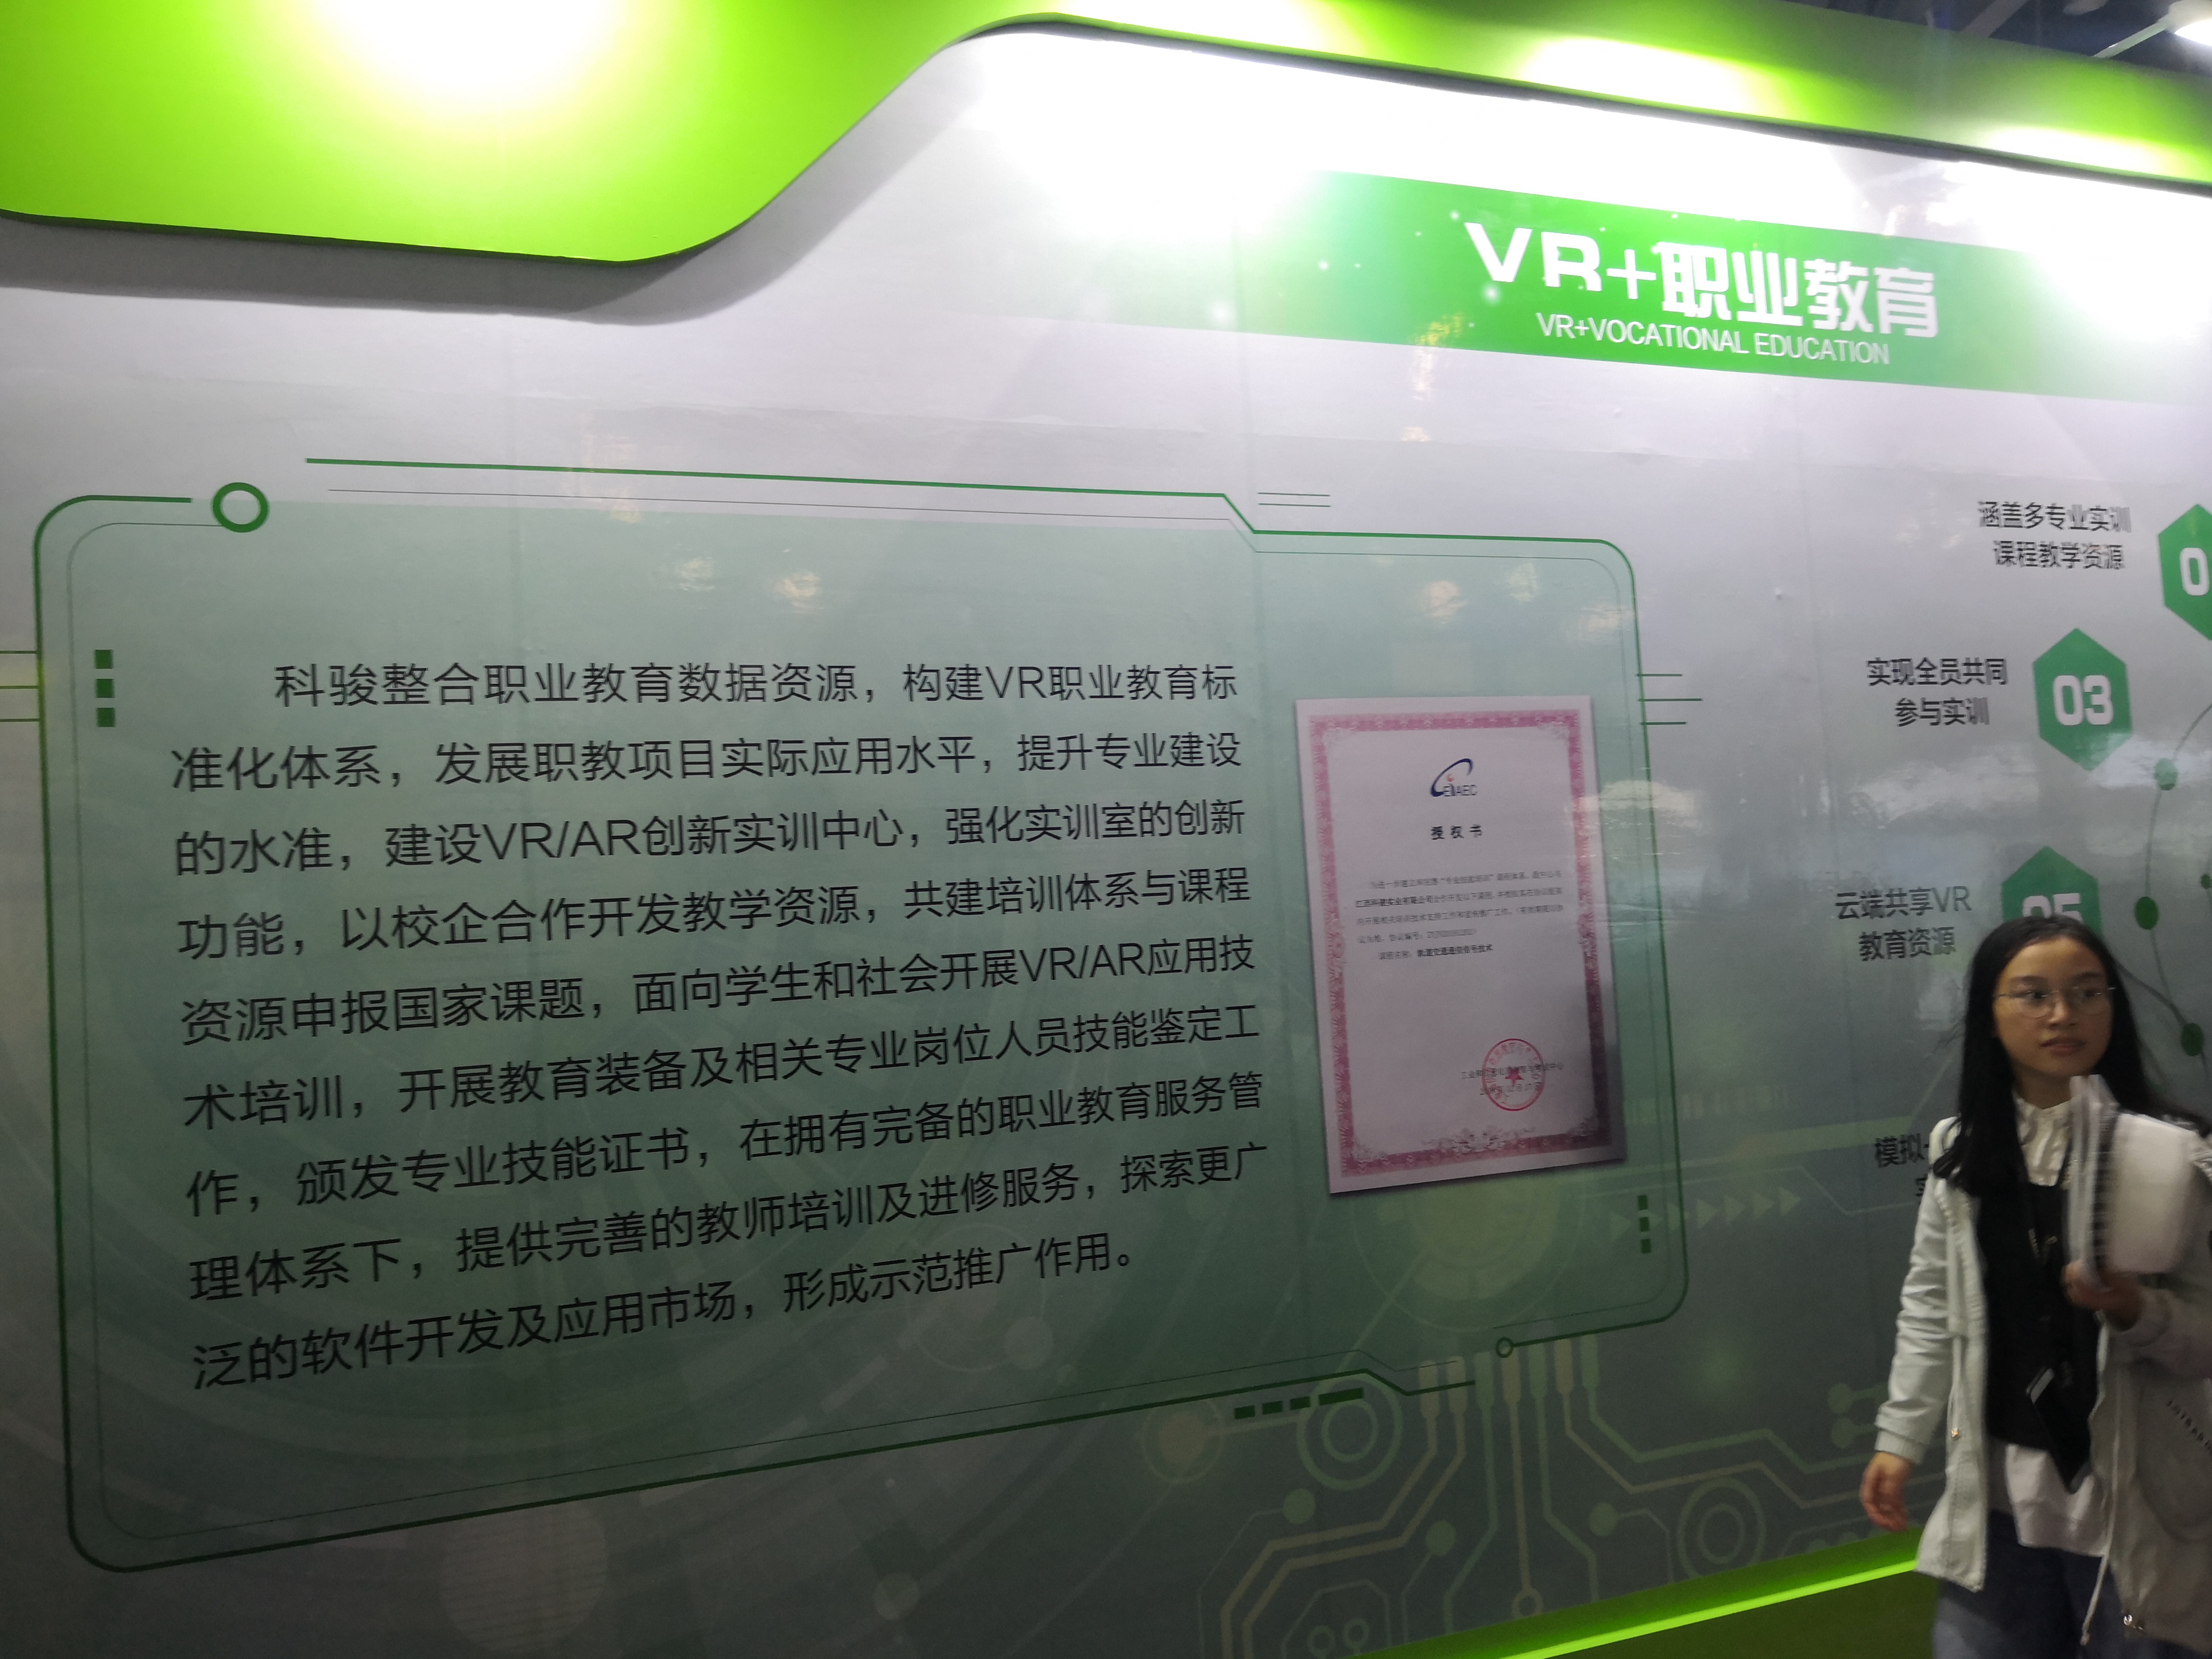 VR+职业教育
VR+VOCATIONAL EDUCATION
科骏整合职业教育数据资源，构建VR职业教育标
准化体系，发展职教项目实际应用水平，提升专业建设
的水准，建设VR/AR创新实训中心，强化实训室的创新
功能，以校企合作开发教学资源，共建培训体系与课程
资源申报国家课题，面向学生和社会开展VR/AR应用技
术培训，开展教育装备及相关专业岗位人员技能鉴定工
作，颁发专业技能证书，在拥有完备的职业教育服务管
理体系下，提供完善的教师培训及进修服务，探索更广
泛的软件开发及应用市场，形成示范推广作用。
CEIAEC
授权书
涵盖多专业实训
课程教学资源
0
实现全员共同
参与实训
03
云端共享VR
教育资源
05
模拟